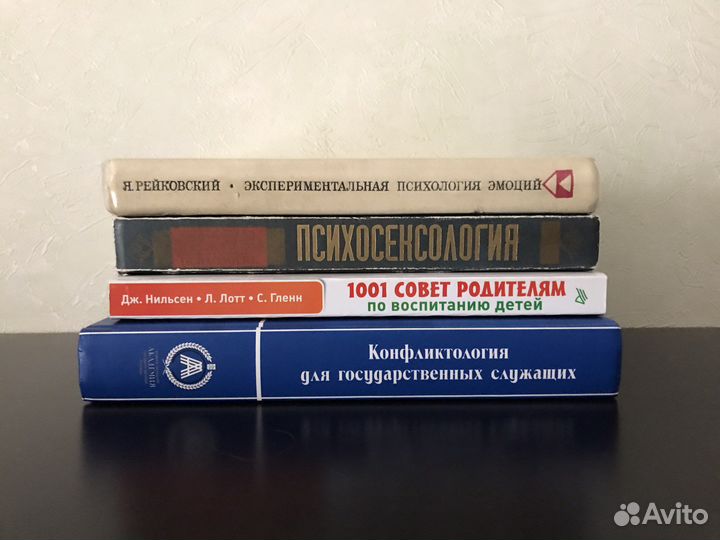 Я. РЕЙКОВСКИЙ • ЭКСПЕРИМЕНТАЛЬНАЯ ПСИХОЛОГИЯ ЭМОЦИЙ
ПСИХОСЕКСОЛОГИЯ
Дж. Нильсен • Л. Лотт • С. Гленн
1001 СОВЕТ РОДИТЕЛЯМ
по воспитанию детей
АКАДЕМИЯ
Конфликтология
для государственных служащих
Avito